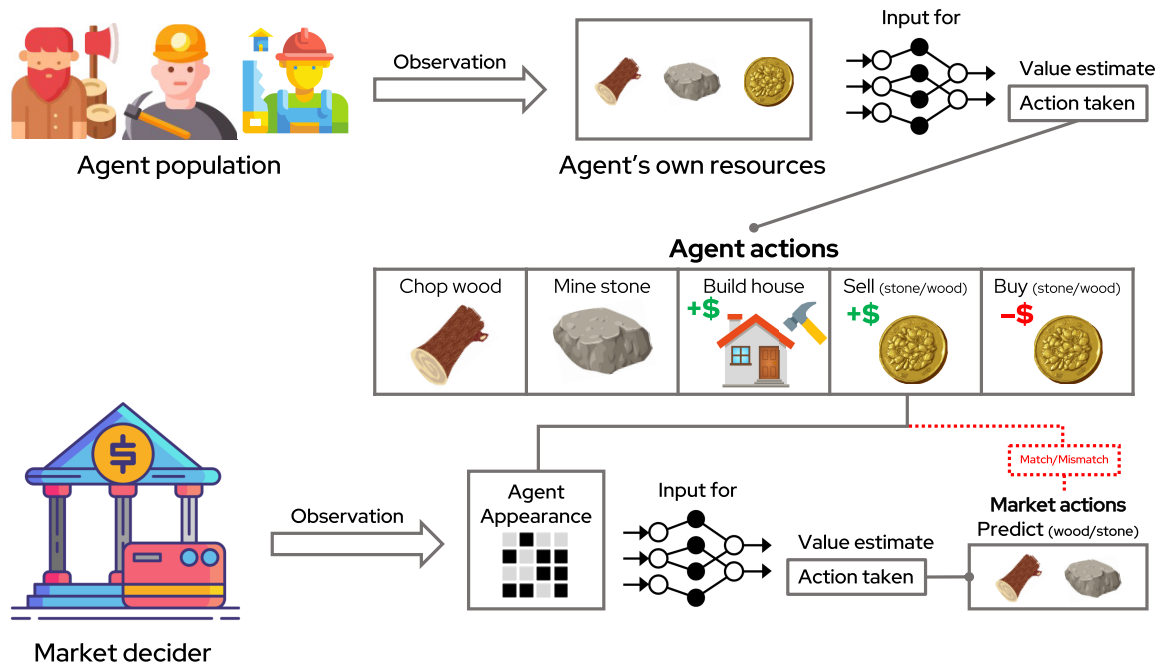 Agent population
Observation
Agent's own resources
Input for
Value estimate
Action taken
Agent actions
Chop wood
Mine stone
Build house
+$
Sell (stone/wood)
+$
Buy (stone/wood)
–$
Match/Mismatch
Market decider
$
Observation
Agent
Appearance
Input for
Value estimate
Action taken
Market actions
Predict (wood/stone)